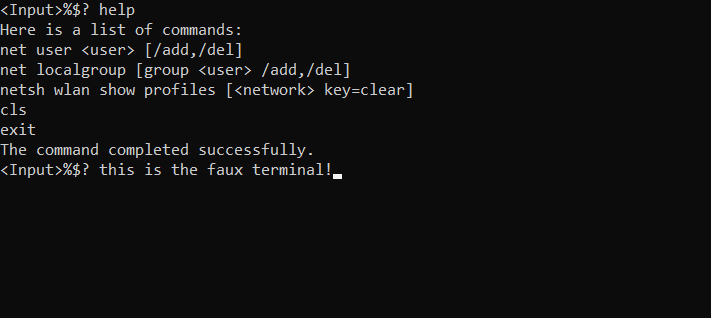 <Input>%$? help
Here is a list of commands:
net user <user> [/add,/del]
net localgroup [group <user> /add,/del]
netsh wlan show profiles [<network> key=clear]
cls
exit
The command completed successfully.
<Input>%$? this is the faux terminal!